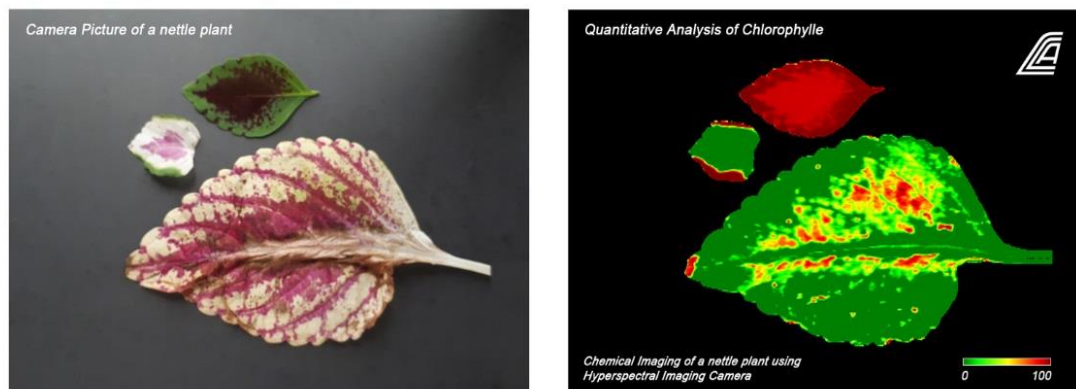 Camera Picture of a nettle plant
Quantitative Analysis of Chlorophylle
LLA
Chemical Imaging of a nettle plant using
Hyperspectral Imaging Camera
0 100